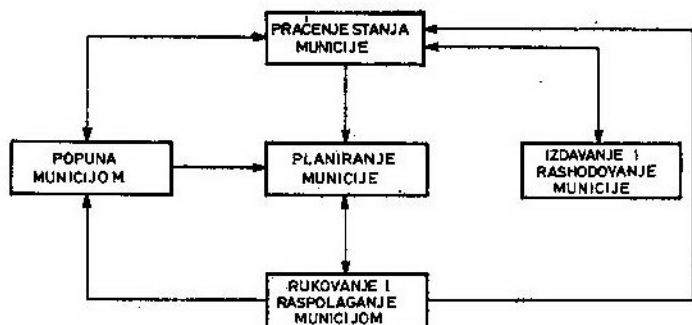 PRAĆENJE STANJA
MUNICIJE
POPUNA
MUNICIJOM
PLANIRANJE
MUNICIJE
IZDAVANJE I
RASHODOVANJE
MUNICIJE
RUKOVANJE I
RASPOLAGANJE
MUNICIJOM